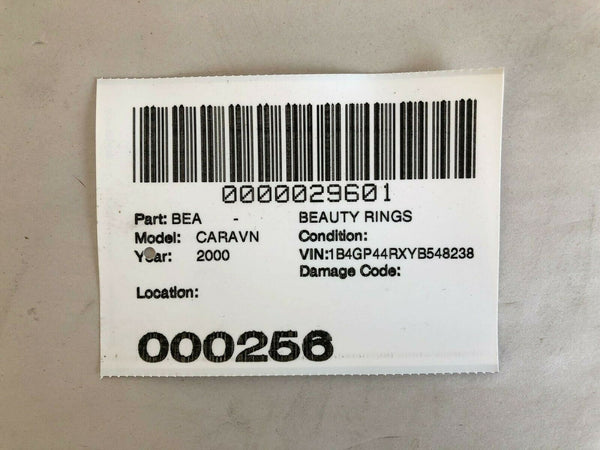 0000029601
Part: BEA - BEAUTY RINGS
Model: CARAVN Condition:
Year: 2000 VIN:1B4GP44RXYB548238
Damage Code:
Location:
000256